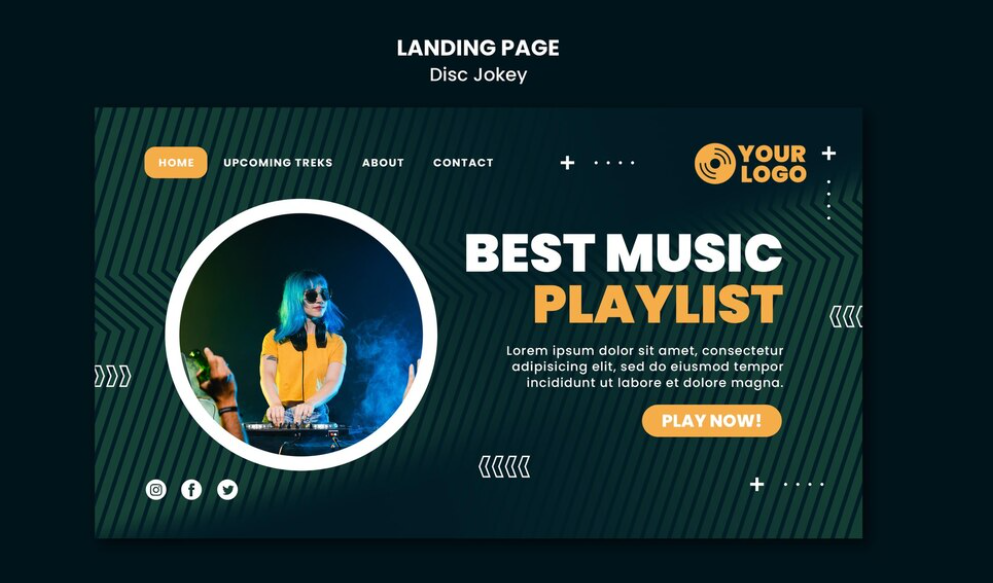 LANDING PAGE
Disc Jokey
HOME UPCOMING TREKS ABOUT CONTACT
YOUR
LOGO
BEST MUSIC
PLAYLIST
Lorem ipsum dolor sit amet, consectetur
adipisicing elit, sed do eiusmod tempor
incididunt ut labore et dolore magna.
PLAY NOW!